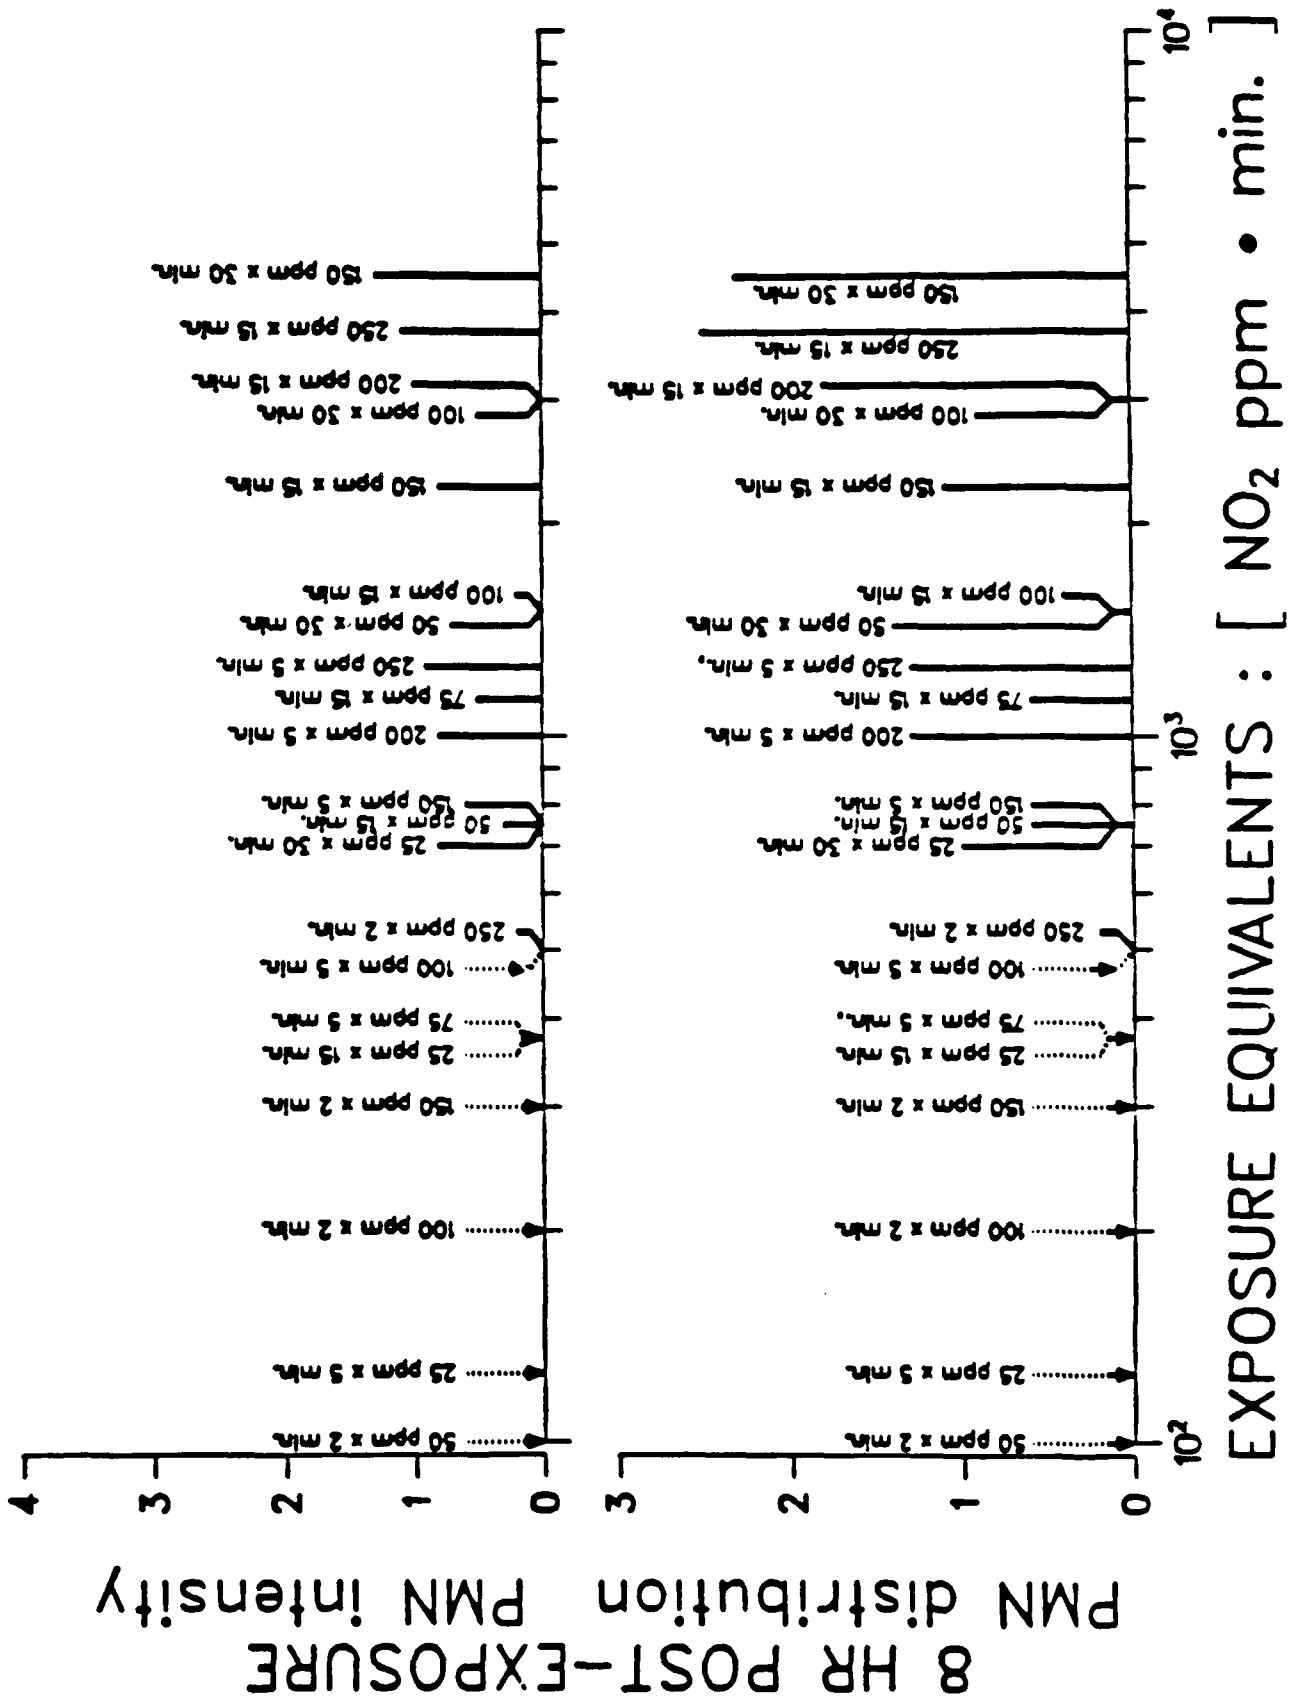 8 HR POST-EXPOSURE
PMN intensity
4
3
2
1
0
50 ppm x 2 min.
25 ppm x 5 min.
100 ppm x 2 min.
150 ppm x 2 min.
25 ppm x 15 min.
75 ppm x 5 min.
100 ppm x 5 min.
250 ppm x 2 min.
25 ppm x 30 min.
50 ppm x 15 min.
150 ppm x 5 min.
200 ppm x 5 min.
75 ppm x 15 min.
250 ppm x 5 min.
50 ppm x 30 min.
100 ppm x 15 min.
150 ppm x 15 min.
100 ppm x 30 min.
200 ppm x 15 min.
250 ppm x 15 min.
150 ppm x 30 min.
PMN distribution
3
2
1
0
50 ppm x 2 min.
25 ppm x 5 min.
100 ppm x 2 min.
150 ppm x 2 min.
25 ppm x 15 min.
75 ppm x 5 min.
100 ppm x 5 min.
250 ppm x 2 min.
25 ppm x 30 min.
50 ppm x 15 min.
150 ppm x 5 min.
200 ppm x 5 min.
75 ppm x 15 min.
250 ppm x 5 min.
50 ppm x 30 min.
100 ppm x 15 min.
150 ppm x 15 min.
100 ppm x 30 min.
200 ppm x 15 min.
250 ppm x 15 min.
150 ppm x 30 min.
10² 10³ 10⁴
EXPOSURE EQUIVALENTS : [ NO₂ ppm • min. ]